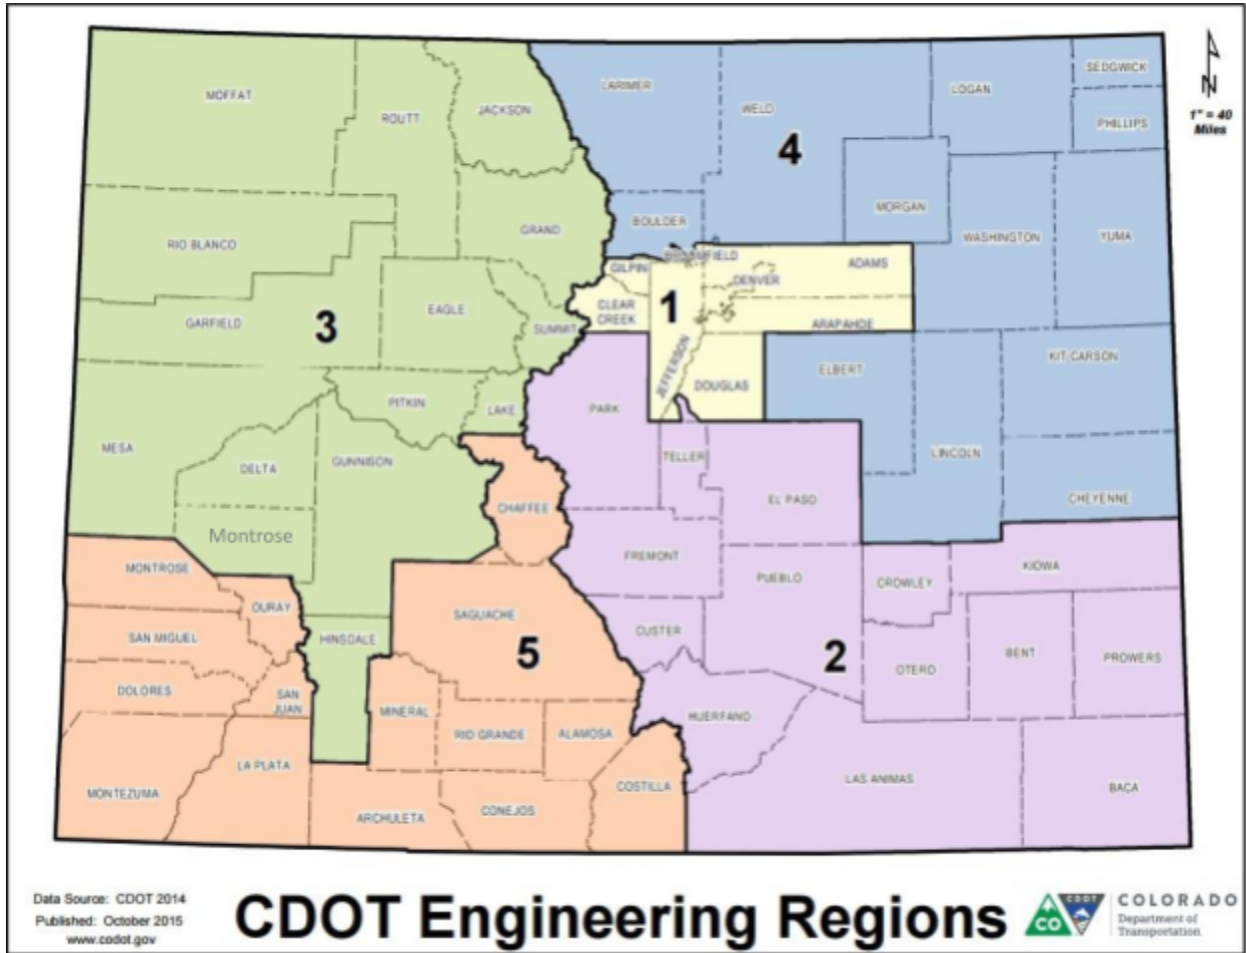 MOFFAT
ROUTT
JACKSON
LARIMER
WELD
LOGAN
SEDGWICK
PHILLIPS
N
1" = 40
Miles
4
MORGAN
WASHINGTON
YUMA
RIO BLANCO
GRAND
BOULDER
BROOMFIELD
GILPIN
DENVER
ADAMS
CLEAR
CREEK
1
ARAPAHOE
GARFIELD
3
EAGLE
SUMMIT
JEFFERSON
DOUGLAS
ELBERT
KIT CARSON
PITKIN
LAKE
PARK
MESA
DELTA
GUNNISON
TELLER
LINCOLN
CHAFFEE
EL PASO
CHEYENNE
Montrose
FREMONT
MONTROSE
PUEBLO
CROWLEY
KIOWA
OURAY
SAGUACHE
SAN MIGUEL
HINSDALE
5
CUSTER
2
OTERO
BENT
PROWERS
DOLORES
SAN
JUAN
MINERAL
RIO GRANDE
ALAMOSA
HUERFANO
LA PLATA
MONTEZUMA
ARCHULETA
CONEJOS
COSTILLA
LAS ANIMAS
BACA
Data Source: CDOT 2014
Published: October 2015
www.codot.gov
CDOT Engineering Regions
CO
CDOT
COLORADO
Department of
Transportation